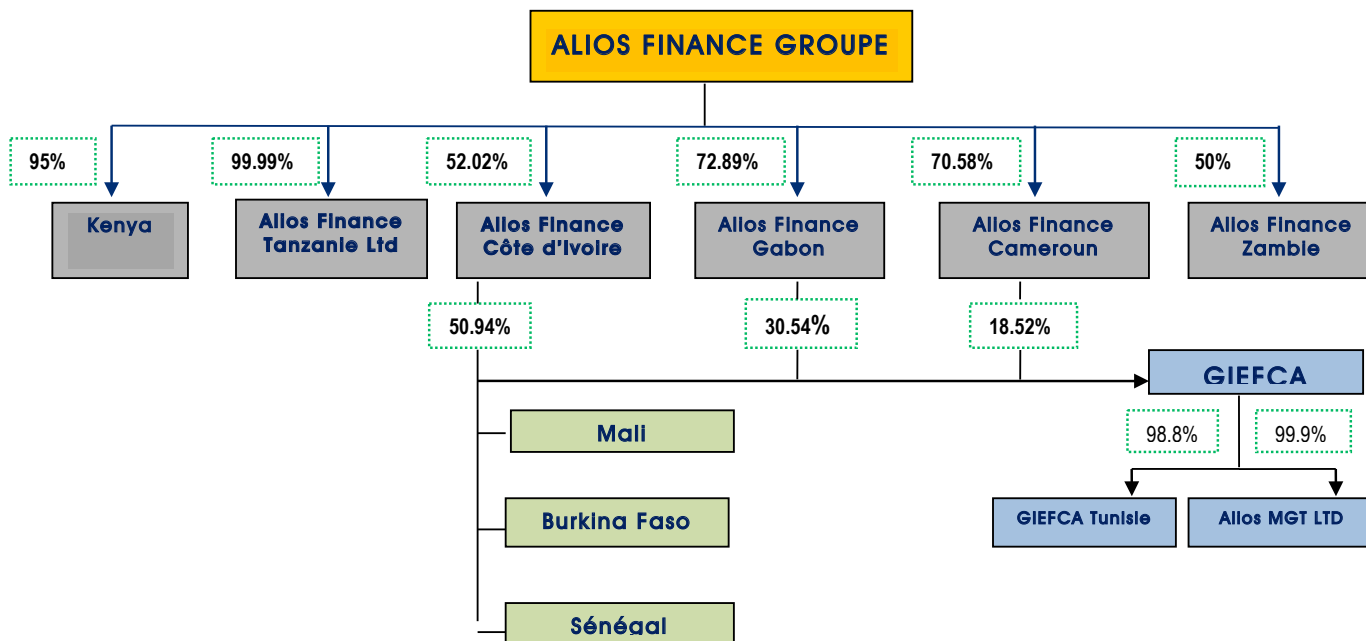 ALIOS FINANCE GROUPE
95%
99.99%
52.02%
72.89%
70.58%
50%
Kenya
Alios Finance
Tanzanie Ltd
Alios Finance
Côte d'Ivoire
Alios Finance
Gabon
Alios Finance
Cameroun
Alios Finance
Zambie
50.94%
30.54%
18.52%
GIEFCA
Mali
98.8%
99.9%
Burkina Faso
GIEFCA Tunisie
Alios MGT LTD
Sénégal